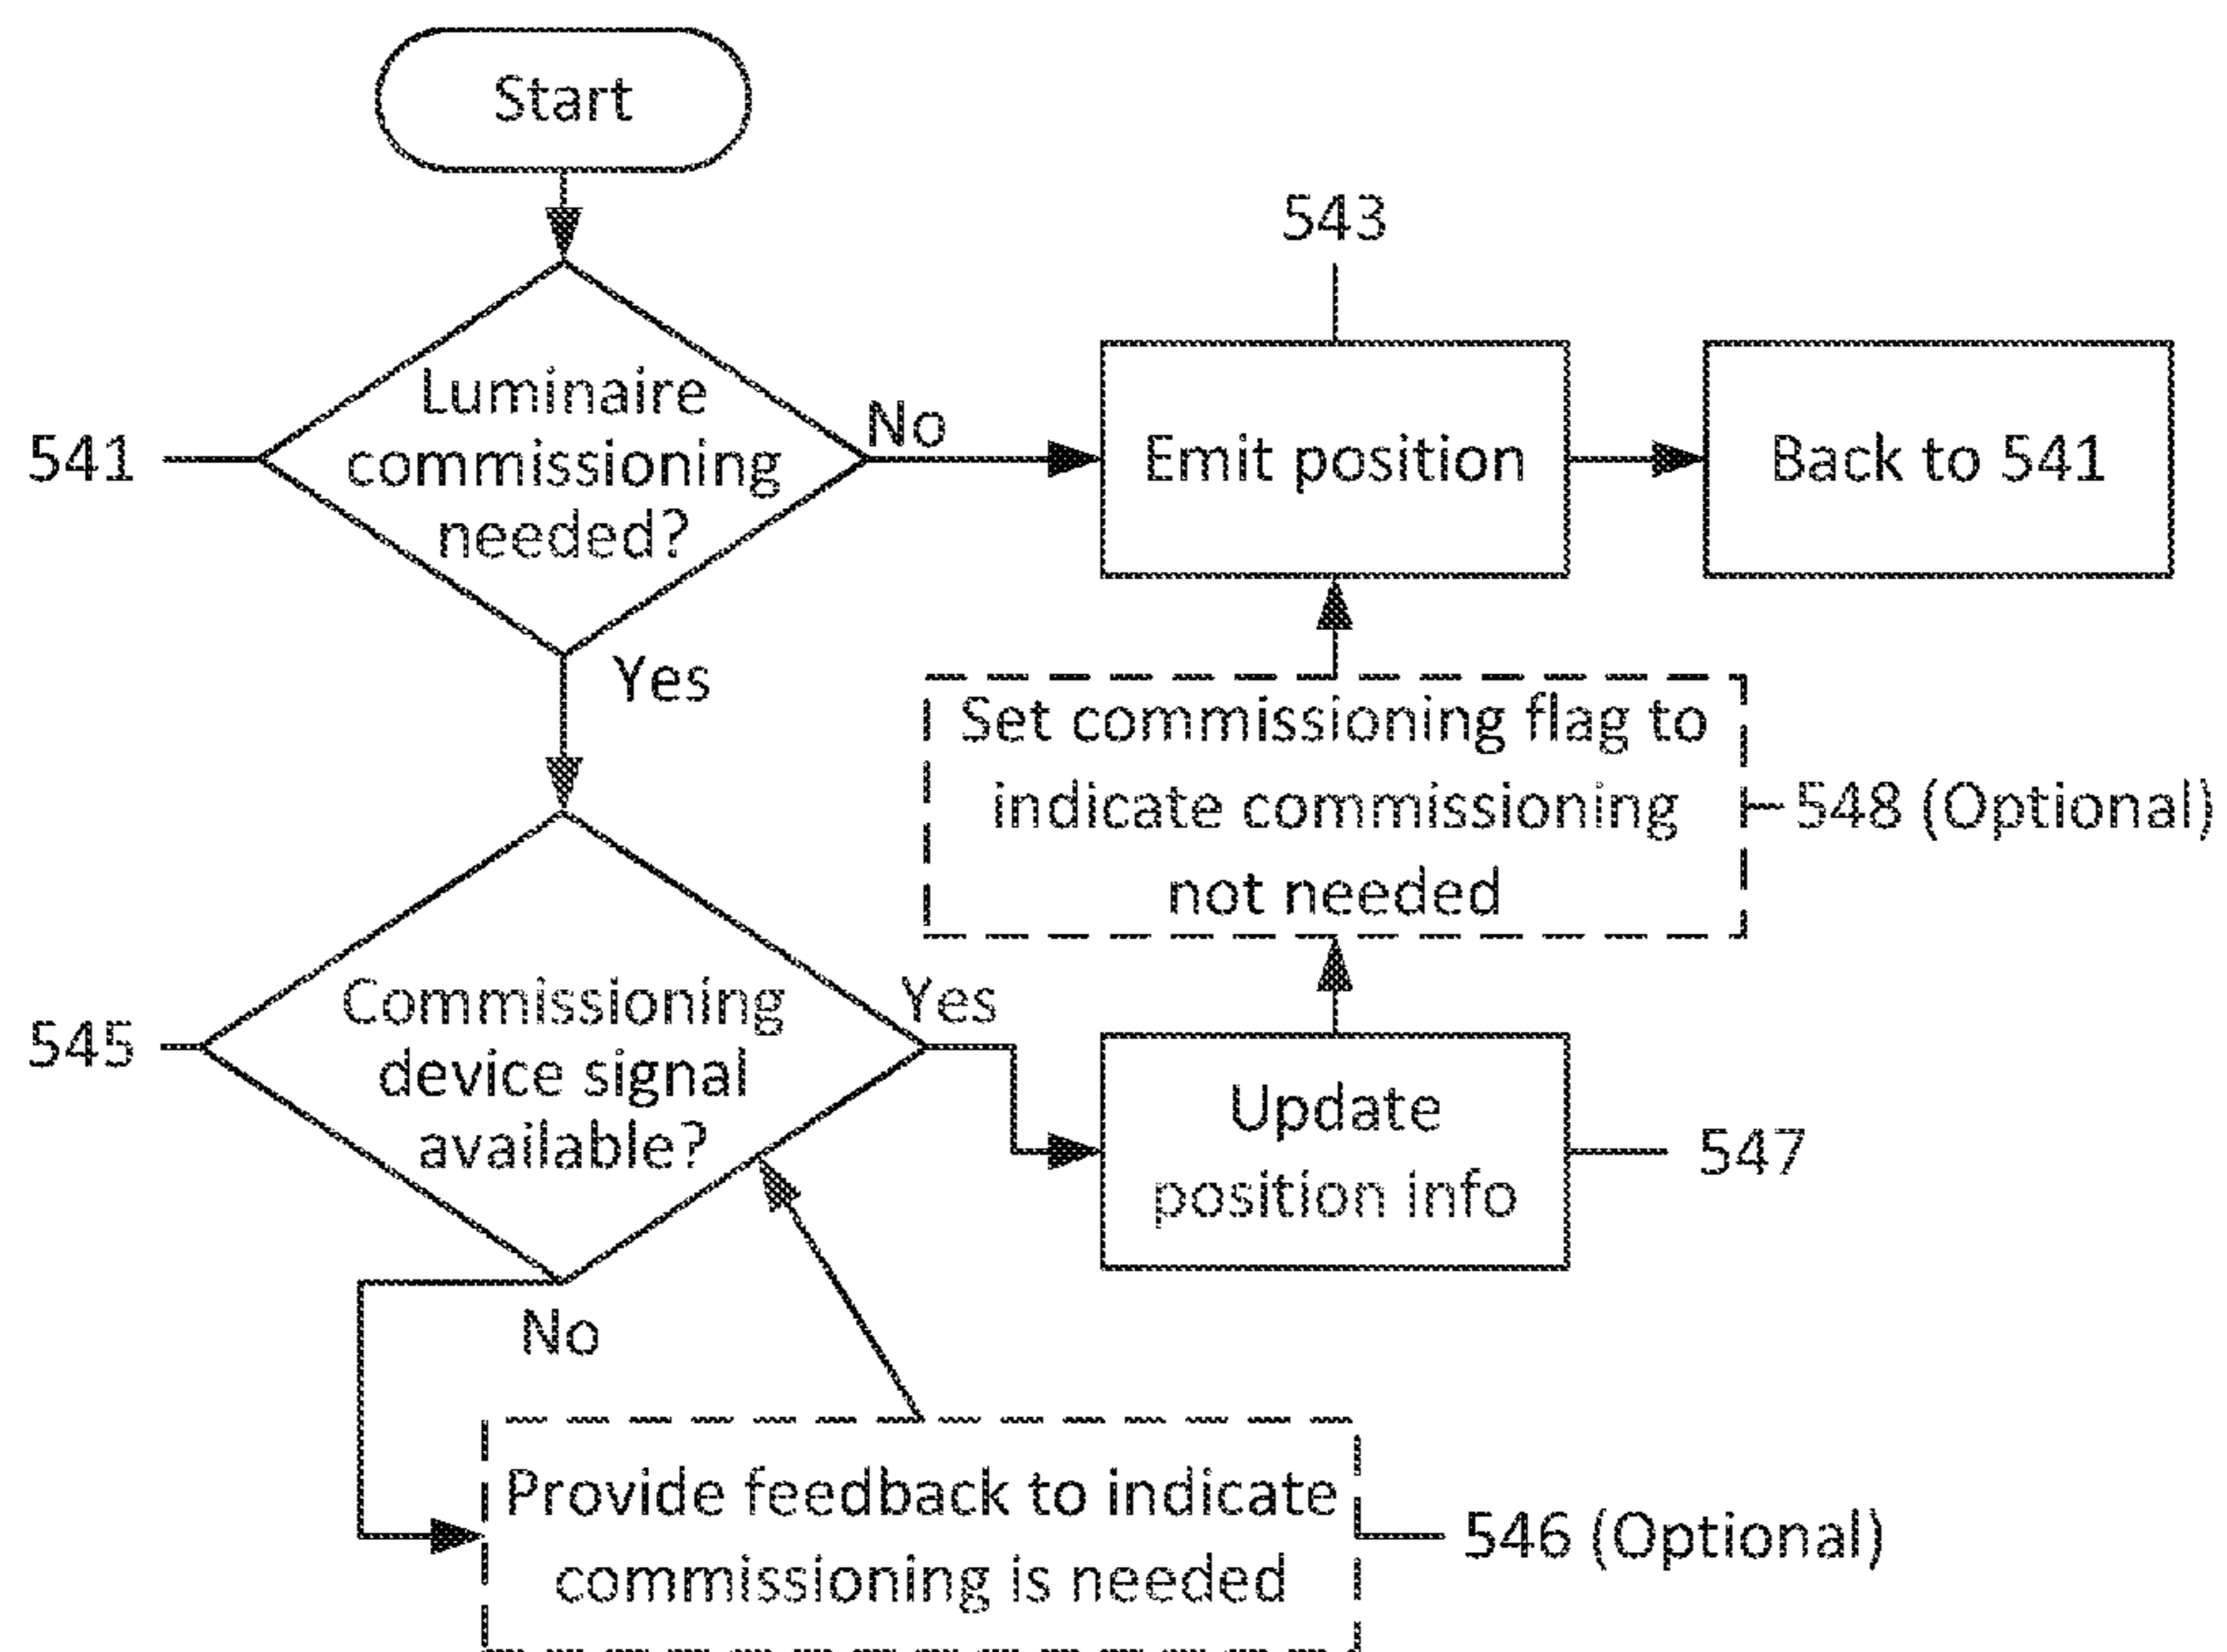 Start
543
Luminaire
commissioning
needed?
541
No
Emit position
Back to 541
Yes
Set commissioning flag to
indicate commissioning
not needed
548 (Optional)
Commissioning
device signal
available?
545
Yes
Update
position info
547
No
Provide feedback to indicate
commissioning is needed
546 (Optional)